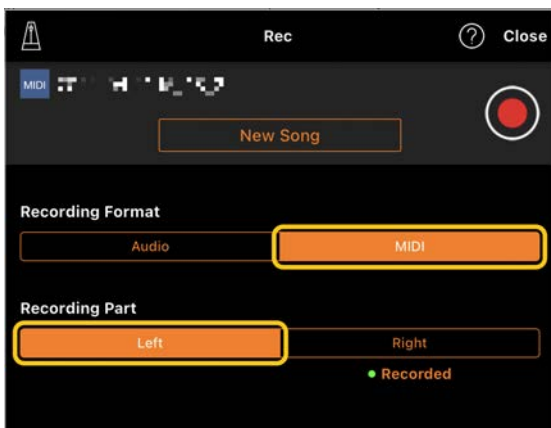 Rec
Close
MIDI
New Song
Recording Format
Audio
MIDI
Recording Part
Left
Right
Recorded